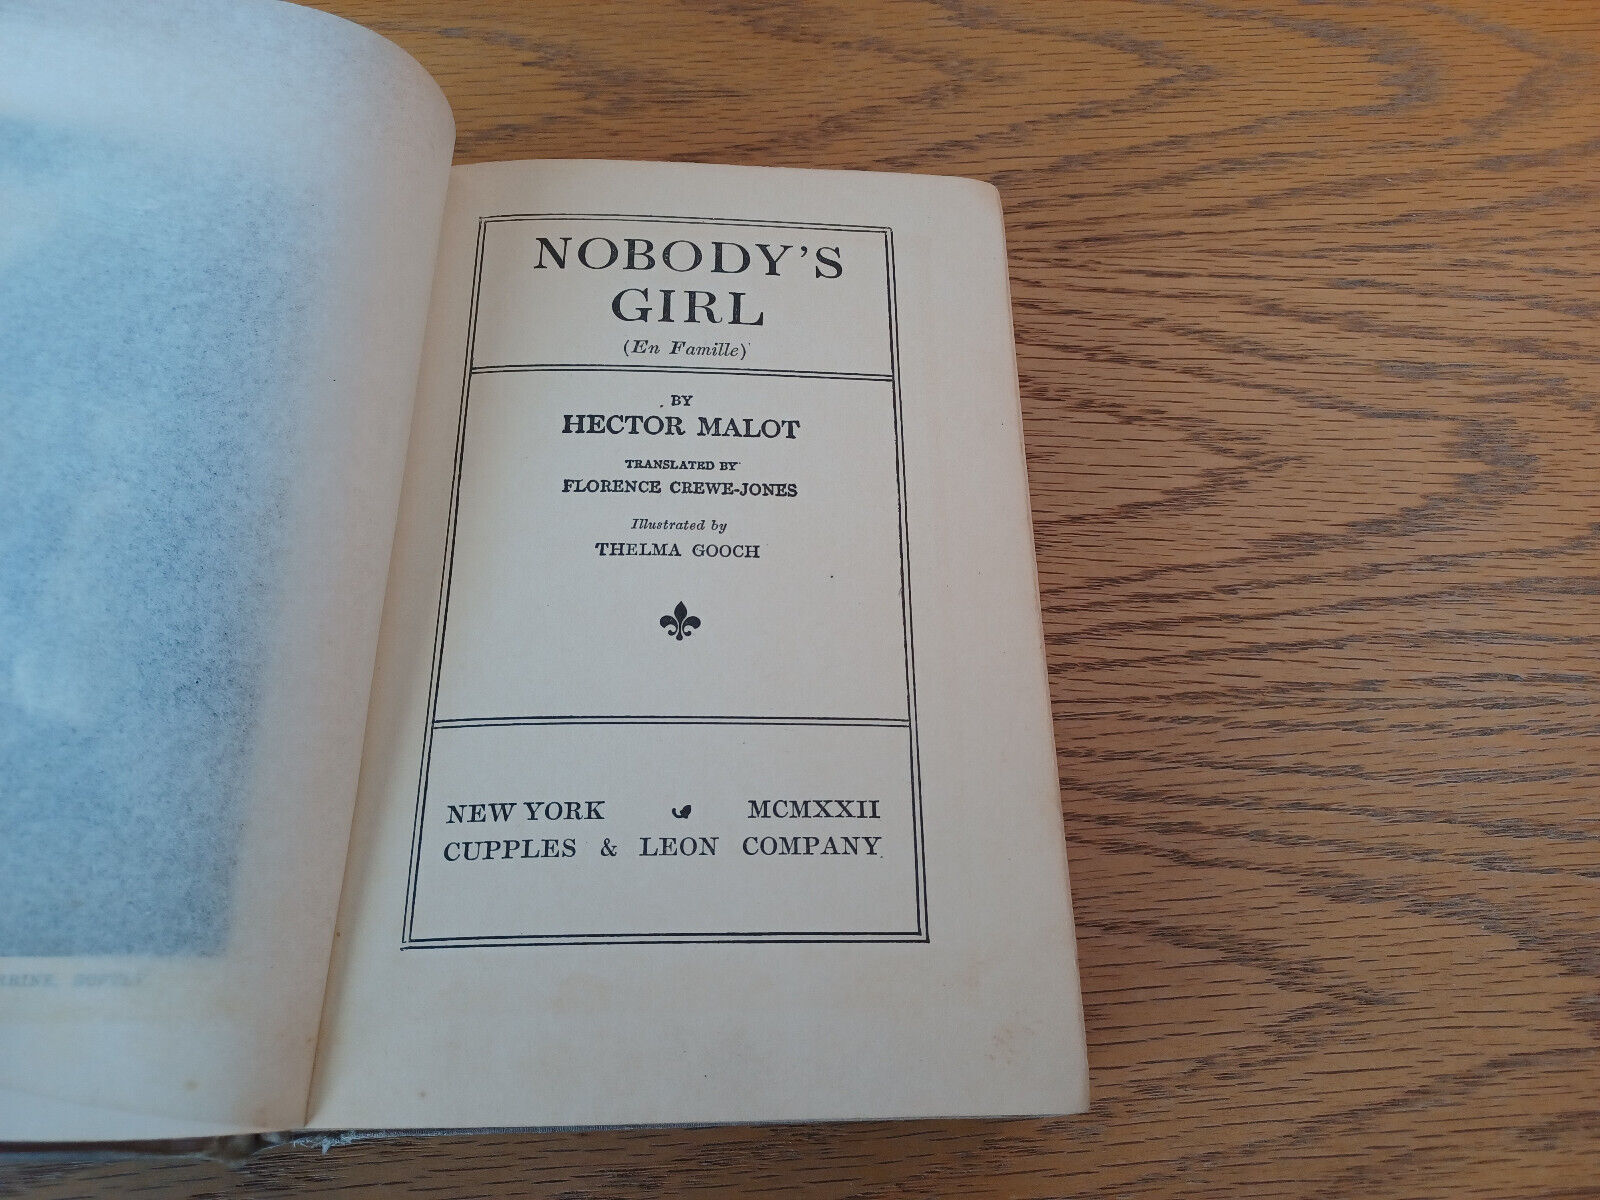 NOBODY'S
GIRL
(En Famille)
BY
HECTOR MALOT
TRANSLATED BY
FLORENCE CREWE-JONES
Illustrated by
THELMA GOOCH
NEW YORK MCMXXII
CUPPLES & LEON COMPANY